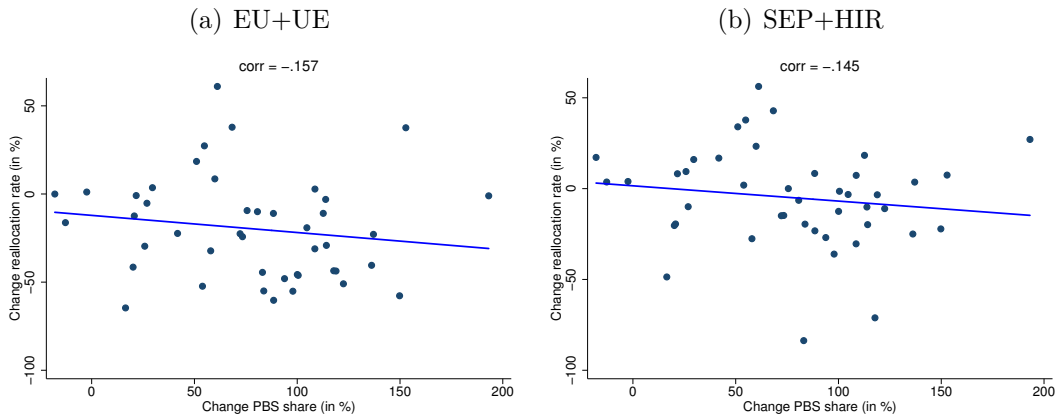 (a) EU+UE
corr = −.157
Change reallocation rate (in %)
50
0
−50
−100
0 50 100 150 200
Change PBS share (in %)
(b) SEP+HIR
corr = −.145
Change reallocation rate (in %)
50
0
−50
−100
0 50 100 150 200
Change PBS share (in %)